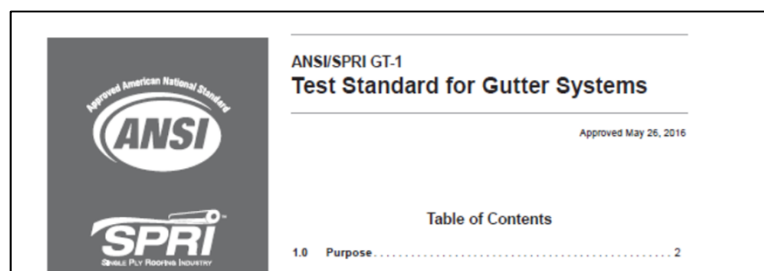 ANSI/SPRI GT-1
Test Standard for Gutter Systems
Approved May 26, 2016
Approved American National Standard
ANSI
SPRI
Single Ply Roofing Industry
Table of Contents
1.0 Purpose . . . . . . . . . . . . . . . . . . . . . . . . . . . . . . . . . . . . . . . . . . . . . . . . . . . . . . . . . . 2